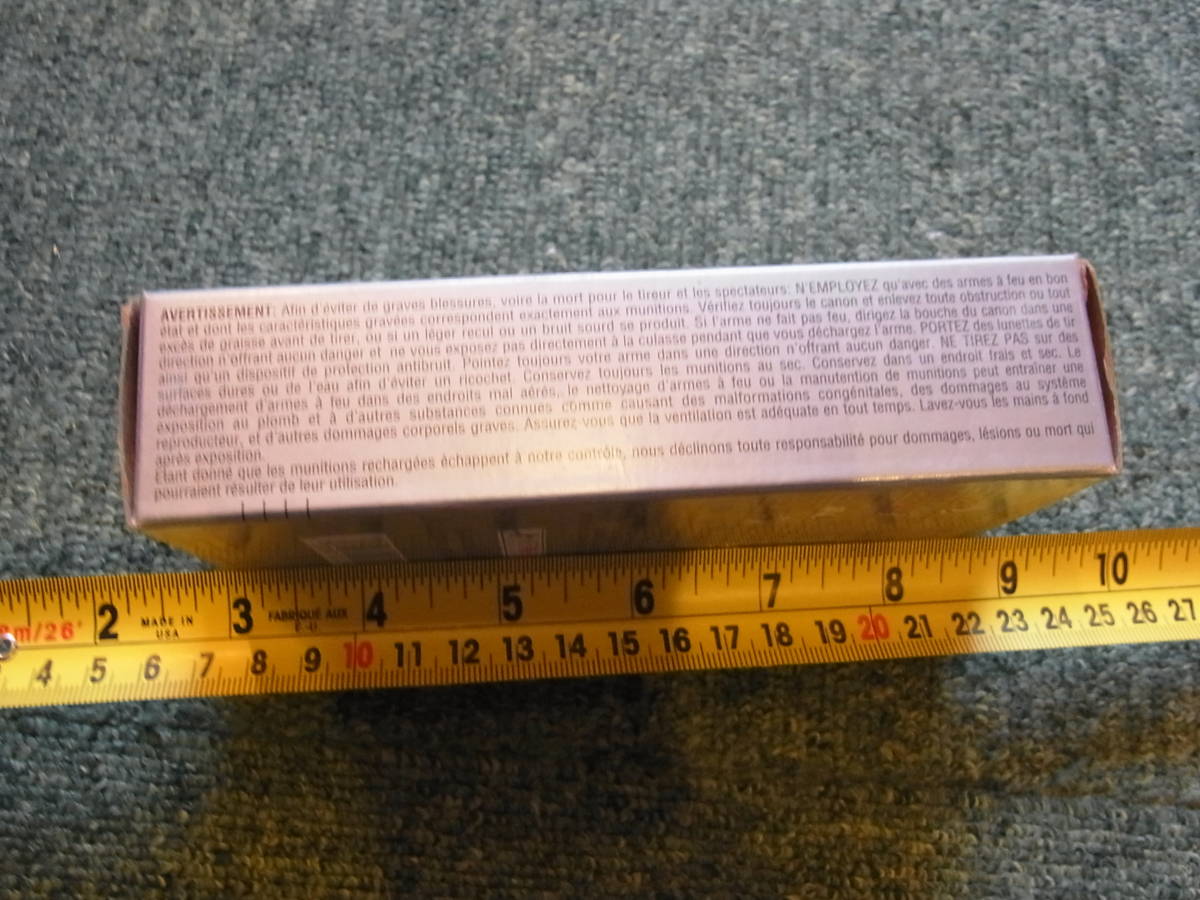 AVERTISSEMENT: Afin d'éviter de graves blessures, voire la mort pour le tireur et les spectateurs: N'EMPLOYEZ qu'avec des armes à feu en bon
état et dont les caractéristiques gravées correspondent exactement aux munitions. Vérifiez toujours le canon et enlevez toute obstruction ou tout
excès de graisse avant de tirer, ou si un léger recul ou un bruit sourd se produit. Si l'arme ne fait pas feu, dirigez la bouche du canon dans une
direction n'offrant aucun danger et ne vous exposez pas directement à la culasse pendant que vous déchargez l'arme. PORTEZ des lunettes de tir
ainsi qu'un dispositif de protection antibruit. Pointez toujours votre arme dans une direction n'offrant aucun danger. NE TIREZ PAS sur des
surfaces dures ou de l'eau afin d'éviter un ricochet. Conservez toujours les munitions au sec. Conservez dans un endroit frais et sec. Le
déchargement d'armes à feu dans des endroits mal aérés, le nettoyage d'armes à feu ou la manutention de munitions peut entraîner une
exposition au plomb et à d'autres substances connues comme causant des malformations congénitales, des dommages au système
reproducteur, et d'autres dommages corporels graves. Assurez-vous que la ventilation est adéquate en tout temps. Lavez-vous les mains à fond
après exposition.
Étant donné que les munitions rechargées échappent à notre contrôle, nous déclinons toute responsabilité pour dommages, lésions ou mort qui
pourraient résulter de leur utilisation.
2 MADE IN USA 3 FABRIQUÉ AUX É-U 4 5 6 7 8 9 10
8m/26' 4 5 6 7 8 9 10 11 12 13 14 15 16 17 18 19 20 21 22 23 24 25 26 27